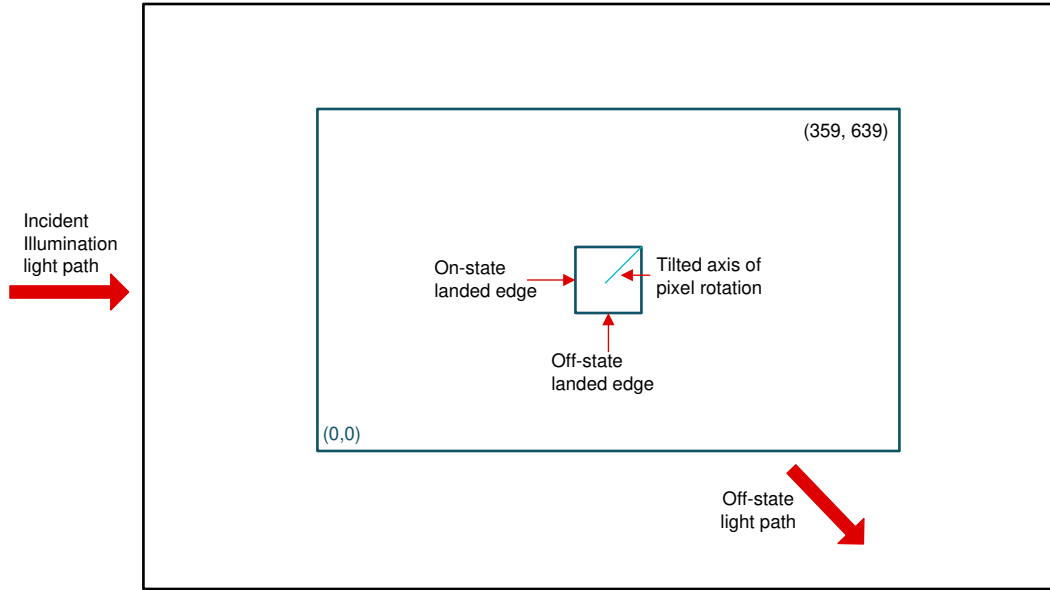 (359, 639)
Incident
Illumination
light path
On-state
landed edge
Tilted axis of
pixel rotation
Off-state
landed edge
(0,0)
Off-state
light path